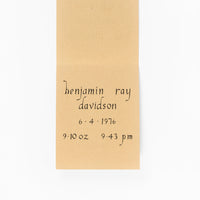 benjamin ray
davidson
6·4·1976
9·10 oz 9·43 pm